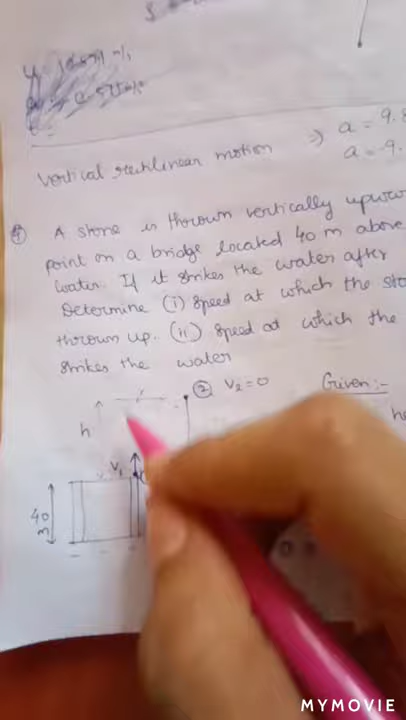 Vertical rectilinear motion ⇒ a = 9.8
a = -9.
A stone is thrown vertically upwar
point on a bridge located 40 m above
water. If it strikes the water after
Determine (i) speed at which the sto
thrown up. (ii) speed at which the
strikes the water
② V₂ = 0 Given:-
h
V₁
40
m
MYMOVIE